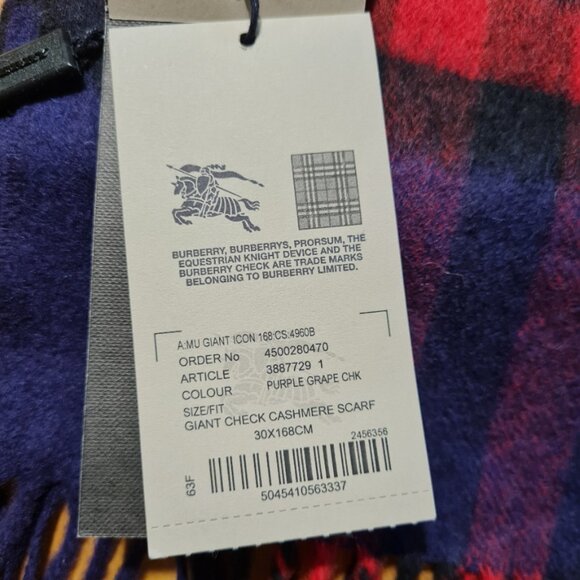 BURBERRY, BURBERRYS, PRORSUM, THE
EQUESTRIAN KNIGHT DEVICE AND THE
BURBERRY CHECK ARE TRADE MARKS
BELONGING TO BURBERRY LIMITED.
A:MU GIANT ICON 168:CS:4960B
ORDER No 4500280470
ARTICLE 3887729 1
COLOUR PURPLE GRAPE CHK
SIZE/FIT
GIANT CHECK CASHMERE SCARF
30X168CM
2456356
63F
5045410563337